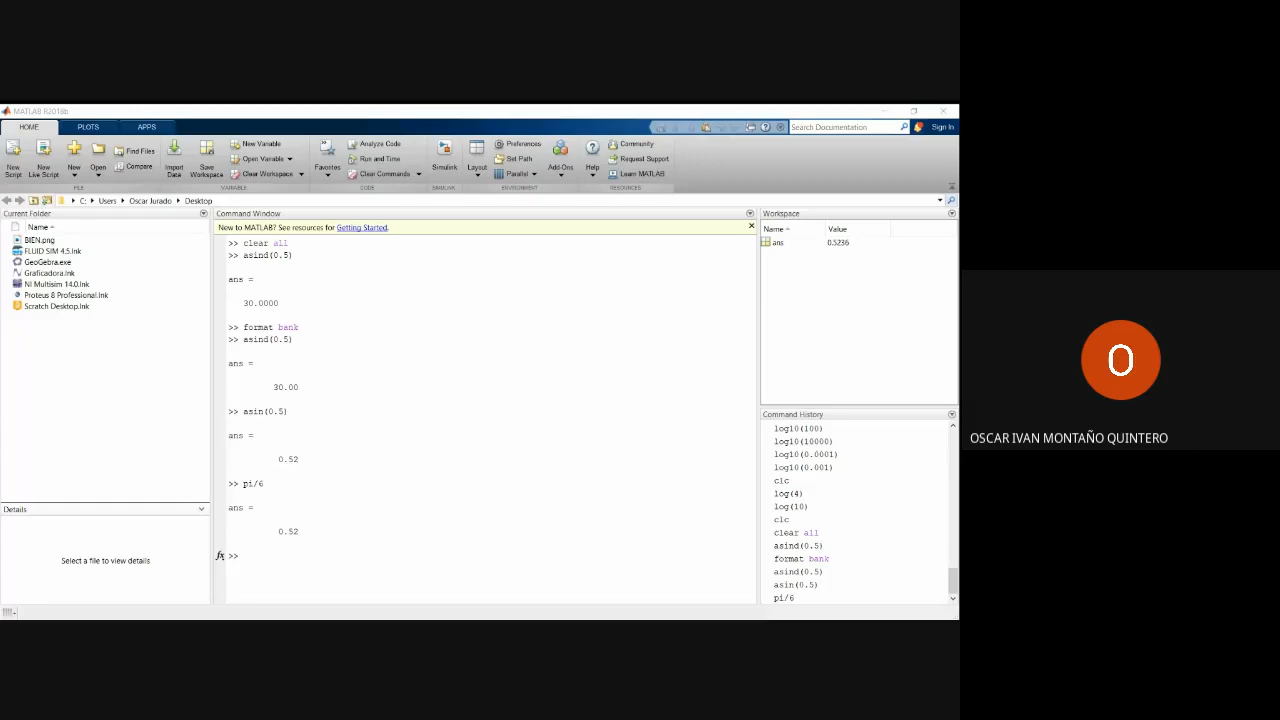 MATLAB R2018b
HOME
PLOTS
APPS
Search Documentation
Sign In
New Script
New Live Script
New
Open
Find Files
Compare
Import Data
Save Workspace
New Variable
Open Variable
Clear Workspace
Favorites
Analyze Code
Run and Time
Clear Commands
Simulink
Layout
Preferences
Set Path
Parallel
Add-Ons
Help
Community
Request Support
Learn MATLAB
FILE
VARIABLE
CODE
SIMULINK
ENVIRONMENT
RESOURCES
C: Users Oscar Jurado Desktop
Current Folder
Name
BIEN.png
FLUID SIM 4.5.lnk
GeoGebra.exe
Graficadora.lnk
NI Multisim 14.0.lnk
Proteus 8 Professional.lnk
Scratch Desktop.lnk
Details
Select a file to view details
Command Window
New to MATLAB? See resources for Getting Started.
>> clear all
>> asind(0.5)
ans =
30.0000
>> format bank
>> asind(0.5)
ans =
30.00
>> asin(0.5)
ans =
0.52
>> pi/6
ans =
0.52
fx >>
Workspace
Name Value
ans 0.5236
Command History
log10(100)
log10(10000)
log10(0.0001)
log10(0.001)
clc
log(4)
log(10)
clc
clear all
asind(0.5)
format bank
asind(0.5)
asin(0.5)
pi/6
O
OSCAR IVAN MONTAÑO QUINTERO